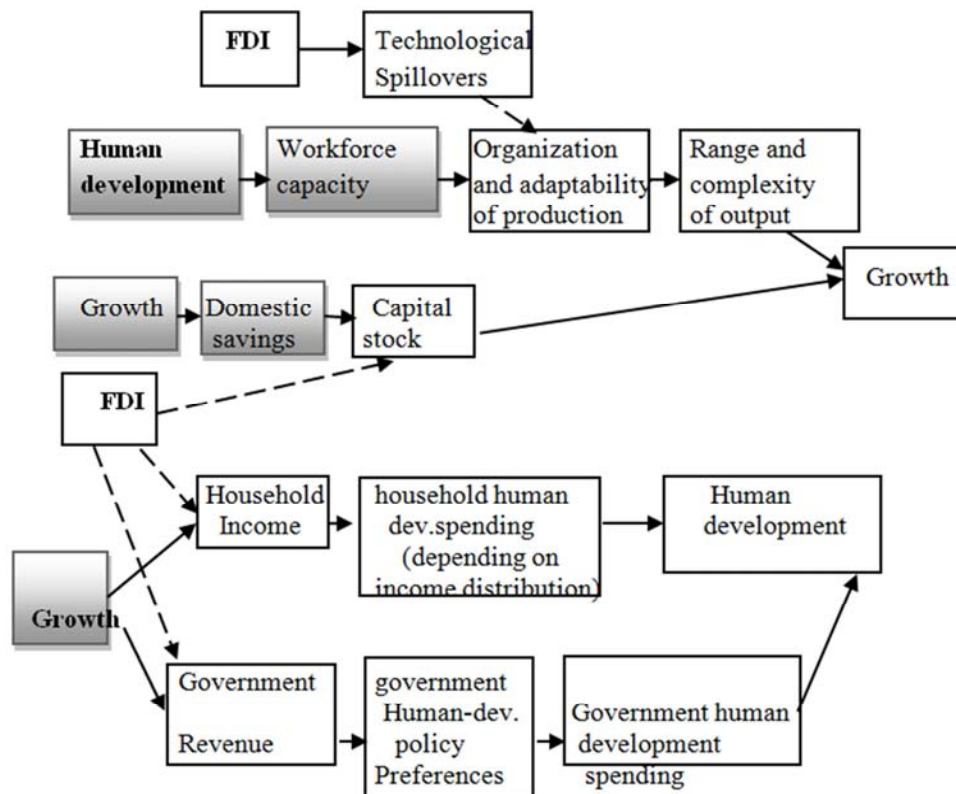 FDI
Technological
Spillovers
Human
development
Workforce
capacity
Organization
and adaptability
of production
Range and
complexity
of output
Growth
Growth
Domestic
savings
Capital
stock
FDI
Household
Income
household human
dev.spending
(depending on
income distribution)
Human
development
Growth
Government
Revenue
government
Human-dev.
policy
Preferences
Government human
development
spending